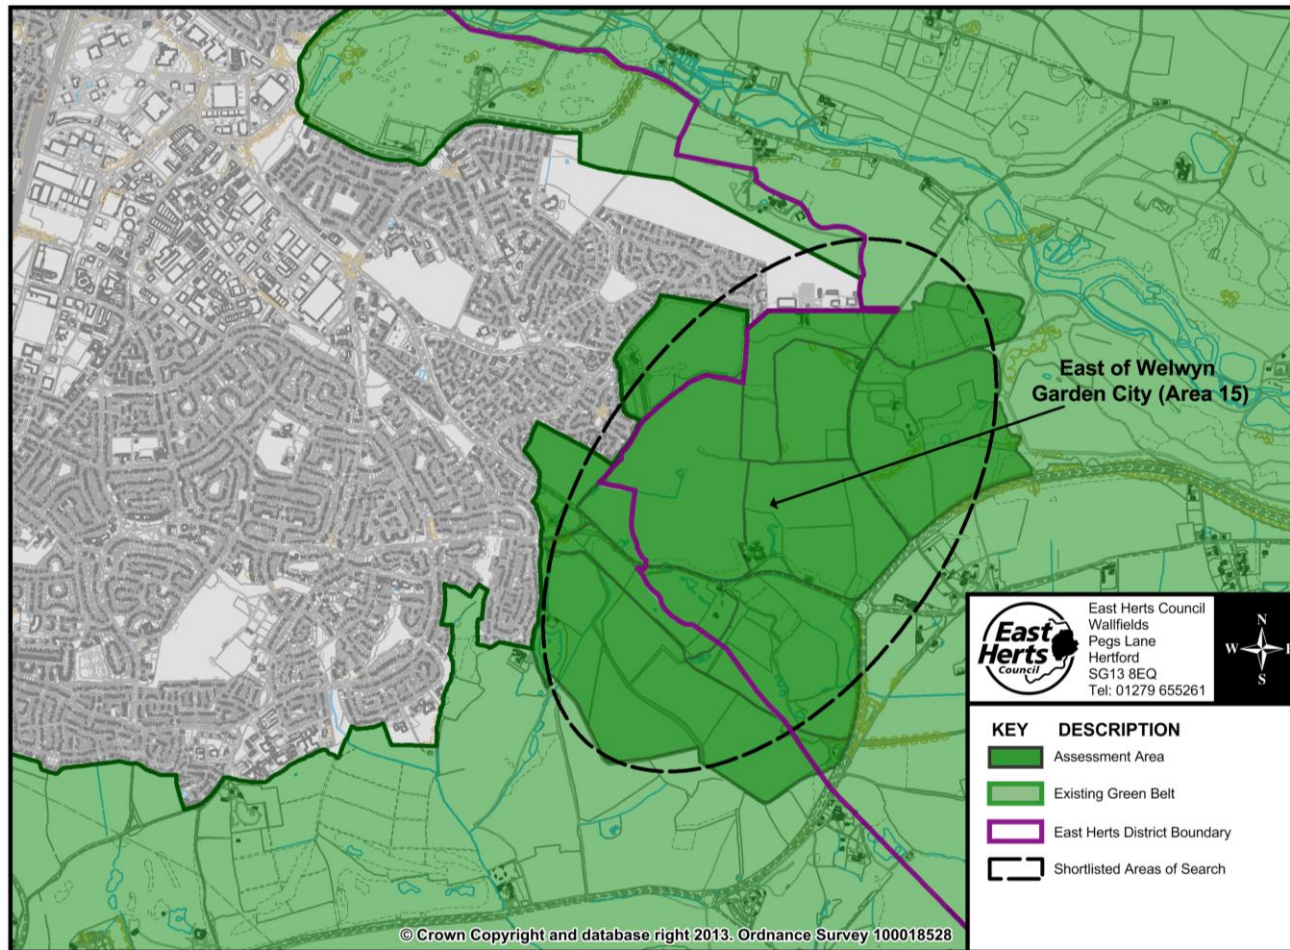 East of Welwyn
Garden City (Area 15)
East
Herts
Council
East Herts Council
Wallfields
Pegs Lane
Hertford
SG13 8EQ
Tel: 01279 655261
N
W E
S
KEY DESCRIPTION
Assessment Area
Existing Green Belt
East Herts District Boundary
Shortlisted Areas of Search
© Crown Copyright and database right 2013. Ordnance Survey 100018528